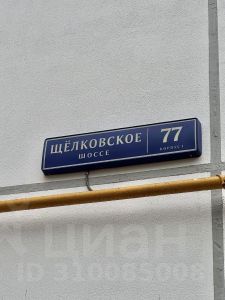 ЩЁЛКОВСКОЕ
ШОССЕ
77
КОРПУС 1
циан
ID 310085008